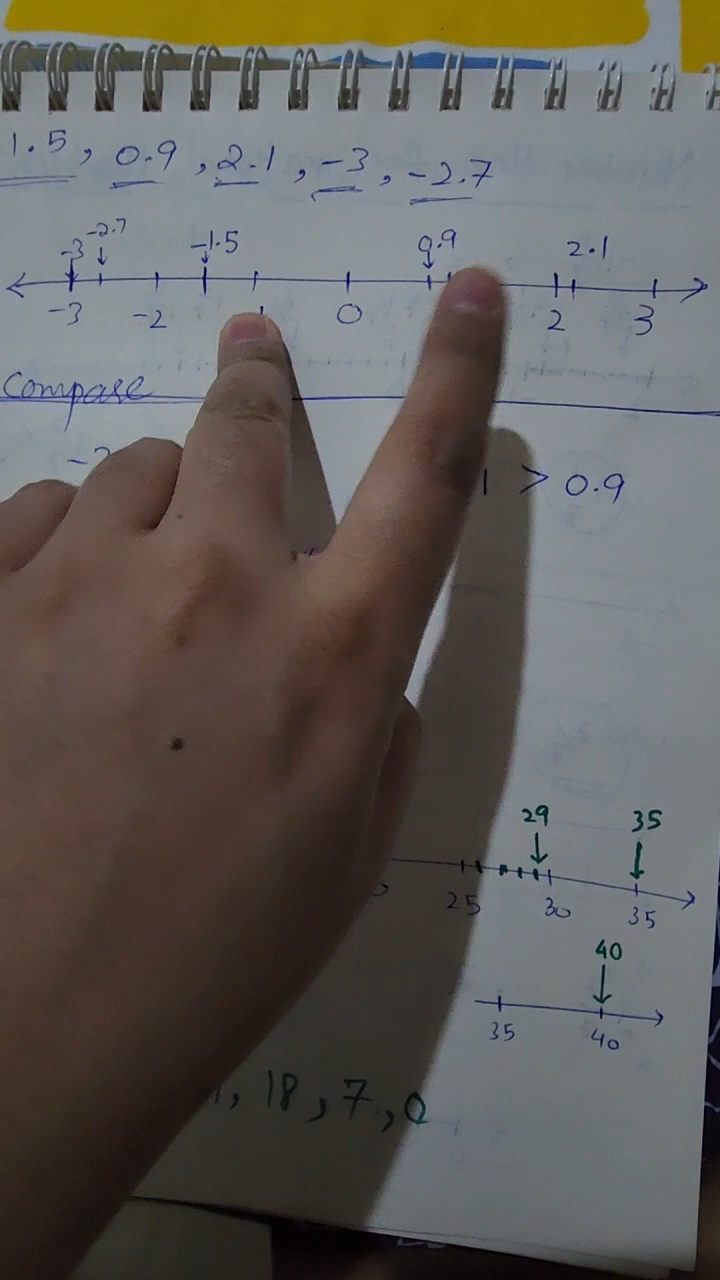 1.5, 0.9, 2.1, -3, -2.7
-3 -2.7 -1.5 0.9 2.1
-3 -2 0 2 3
Compare
1 > 0.9
29 35
25 30 35
40
35 40
18, 7, 0